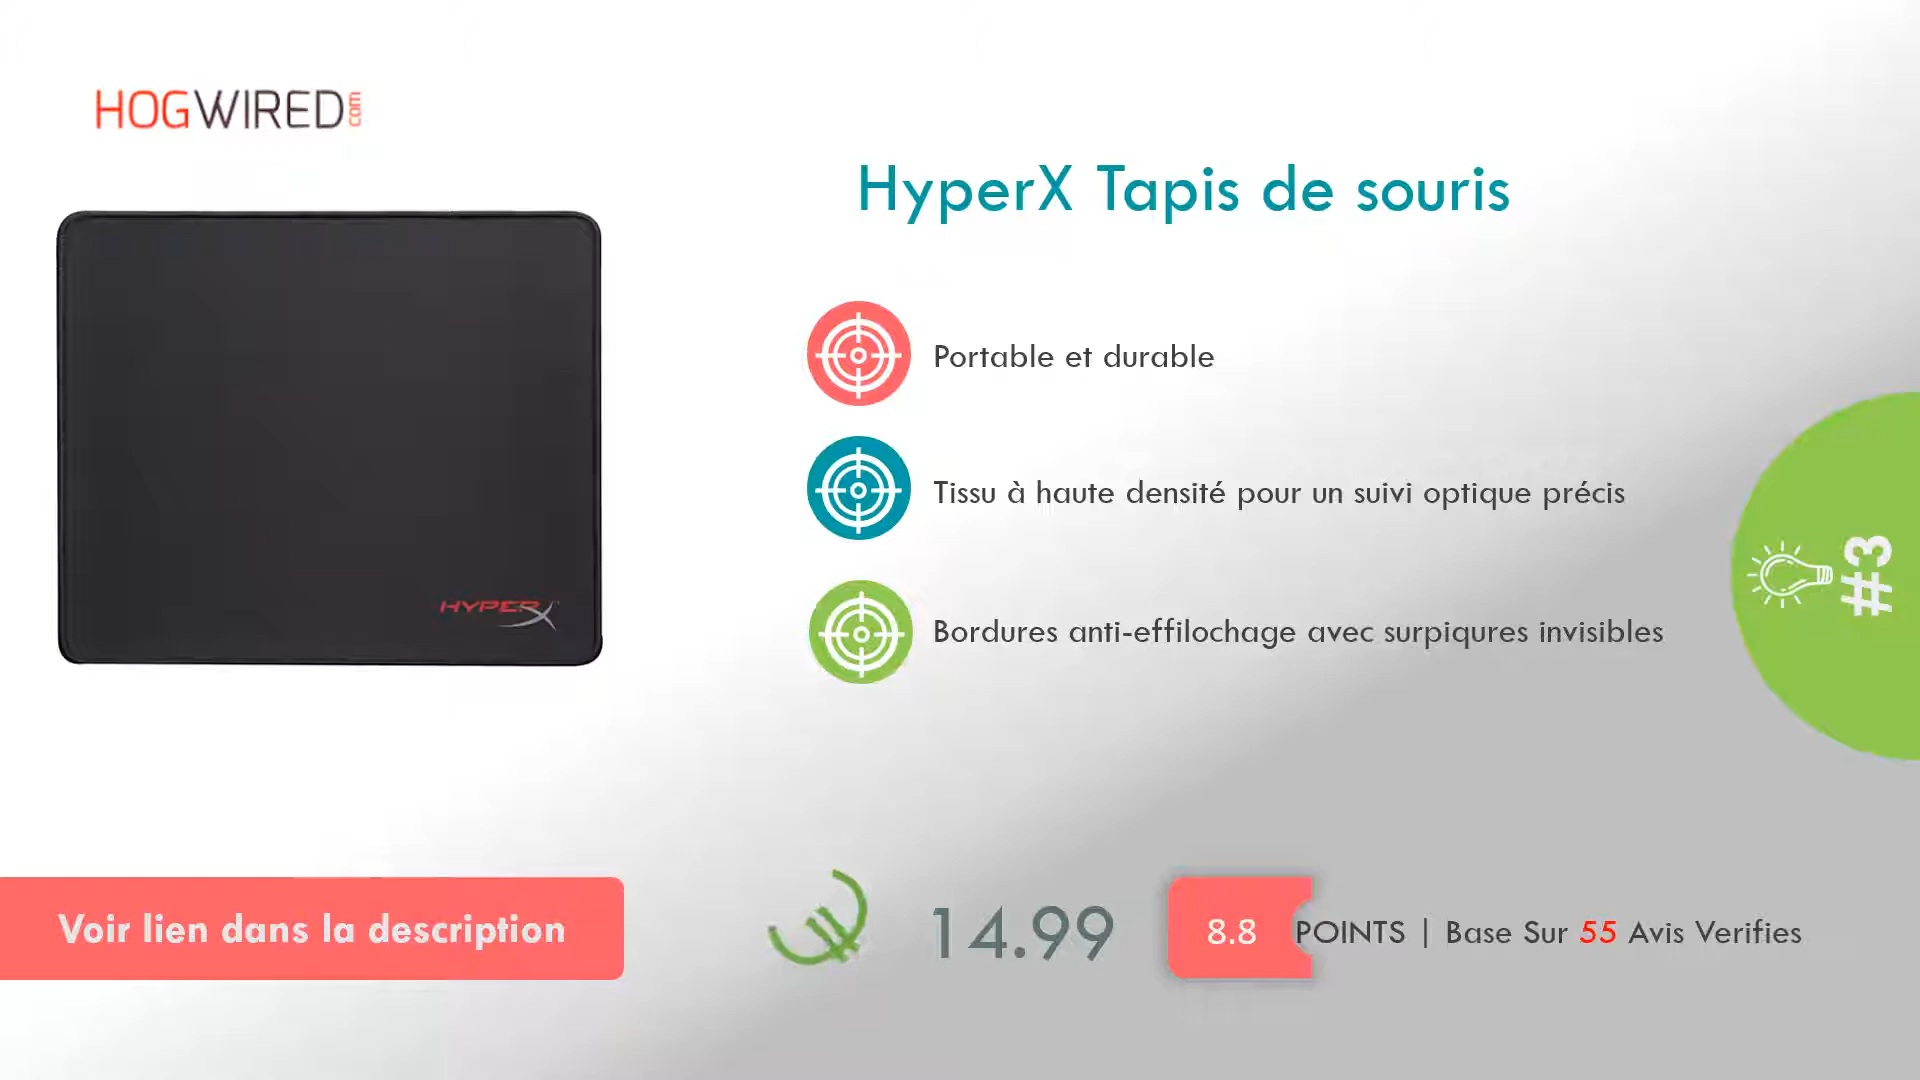 HOGWIRED.com
HyperX Tapis de souris
Portable et durable
Tissu à haute densité pour un suivi optique précis
Bordures anti-effilochage avec surpiqures invisibles
HYPERX
#3
Voir lien dans la description
€ 14.99
8.8 POINTS | Base Sur 55 Avis Verifies